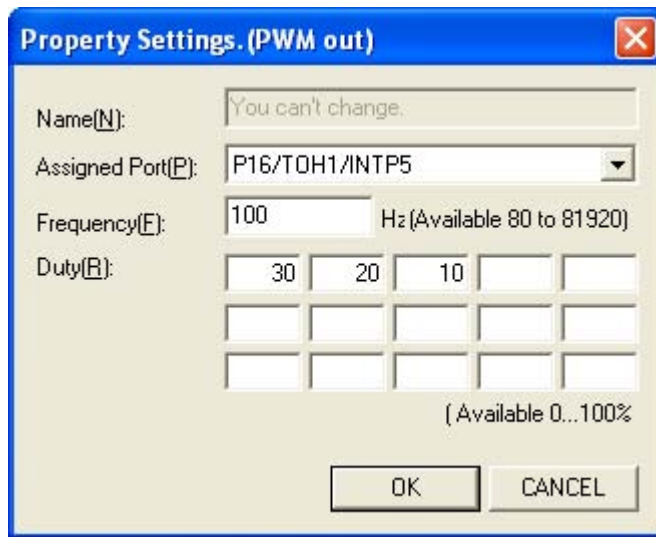 Property Settings.(PWM out)
Name(N): You can't change.
Assigned Port(P): P16/TOH1/INTP5
Frequency(F): 100 Hz(Available 80 to 81920)
Duty(R): 30 20 10
( Available 0...100%
OK CANCEL